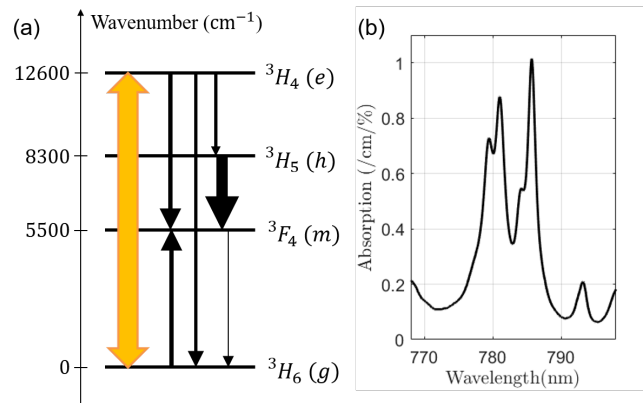 (a)
Wavenumber (cm⁻¹)
12600
³H₄ (e)
8300
³H₅ (h)
5500
³F₄ (m)
0
³H₆ (g)
(b)
Absorption (/cm/%)
1
0.8
0.6
0.4
0.2
0
770
780
790
Wavelength(nm)